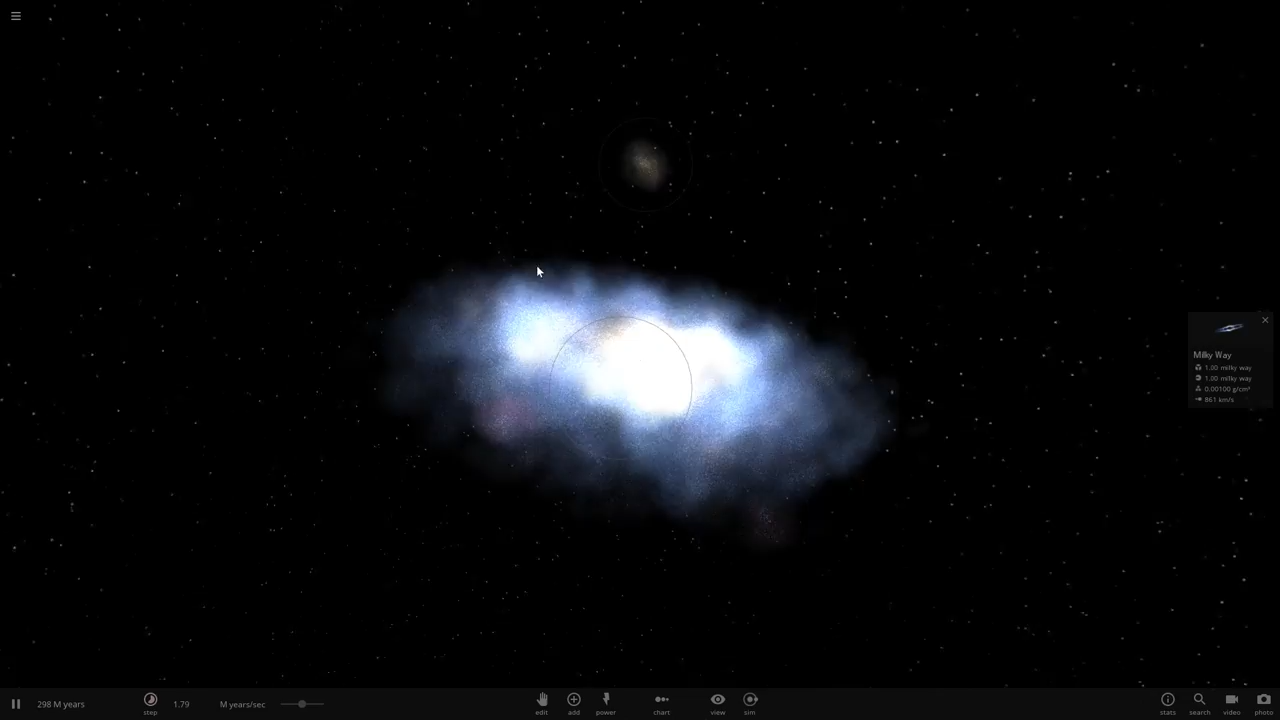 Milky Way
1.00 milky way
1.00 milky way
0.00100 g/cm³
861 km/s
298 M years
step
1.79
M years/sec
edit
add
power
chart
view
sim
stats
search
video
photo